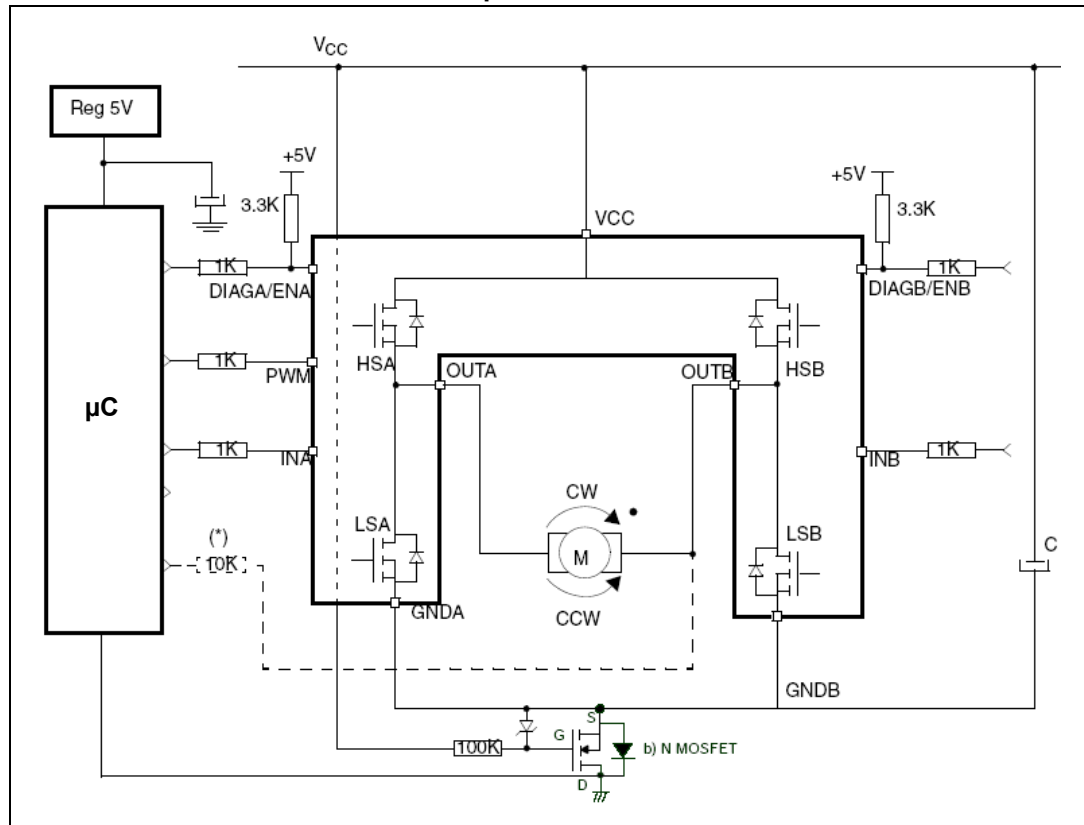 VCC
Reg 5V
+5V
3.3K
+5V
3.3K
VCC
1K
DIAGA/ENA
1K
DIAGB/ENB
HSA
HSB
1K
PWM
OUTA
OUTB
µC
1K
INA
1K
INB
CW
LSA
LSB
M
(*)
10K
C
CCW
GNDA
GNDB
S
G
100K
b) N MOSFET
D